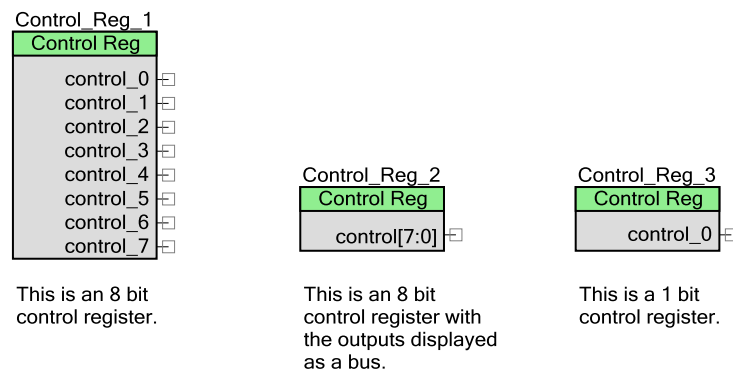 Control_Reg_1
Control Reg
control_0
control_1
control_2
control_3
control_4
control_5
control_6
control_7
This is an 8 bit
control register.
Control_Reg_2
Control Reg
control[7:0]
This is an 8 bit
control register with
the outputs displayed
as a bus.
Control_Reg_3
Control Reg
control_0
This is a 1 bit
control register.